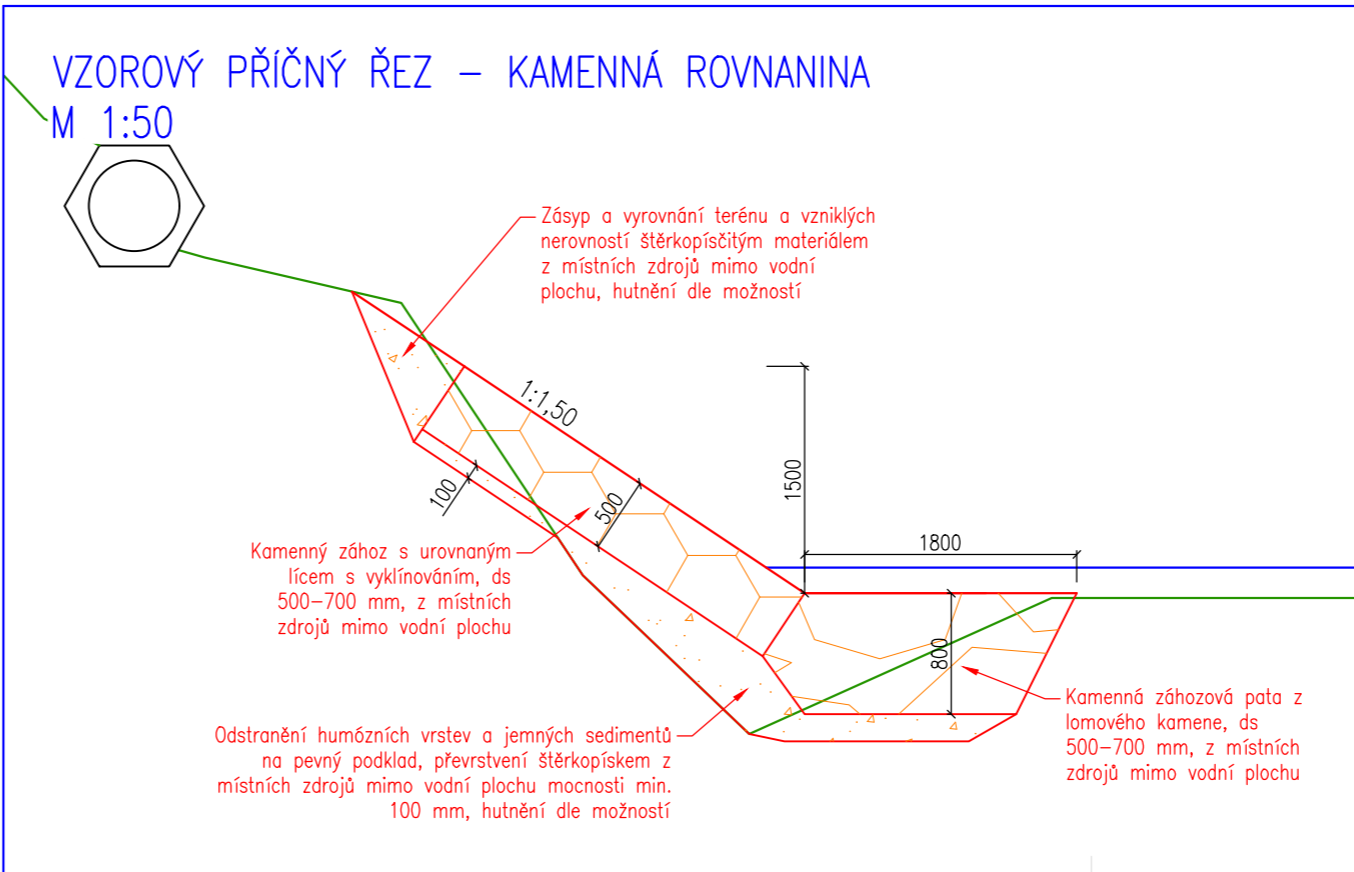 VZOROVÝ PŘÍČNÝ ŘEZ – KAMENNÁ ROVNANINA
M 1:50
Zásyp a vyrovnání terénu a vzniklých
nerovností štěrkopísčitým materiálem
z místních zdrojů mimo vodní
plochu, hutnění dle možností
1:1,50
1500
100
500
1800
Kamenný zához s urovnaným
lícem s vyklínováním, ds
500–700 mm, z místních
zdrojů mimo vodní plochu
800
Kamenná záhozová pata z
lomového kamene, ds
500–700 mm, z místních
zdrojů mimo vodní plochu
Odstranění humózních vrstev a jemných sedimentů
na pevný podklad, převrstvení štěrkopískem z
místních zdrojů mimo vodní plochu mocnosti min.
100 mm, hutnění dle možností